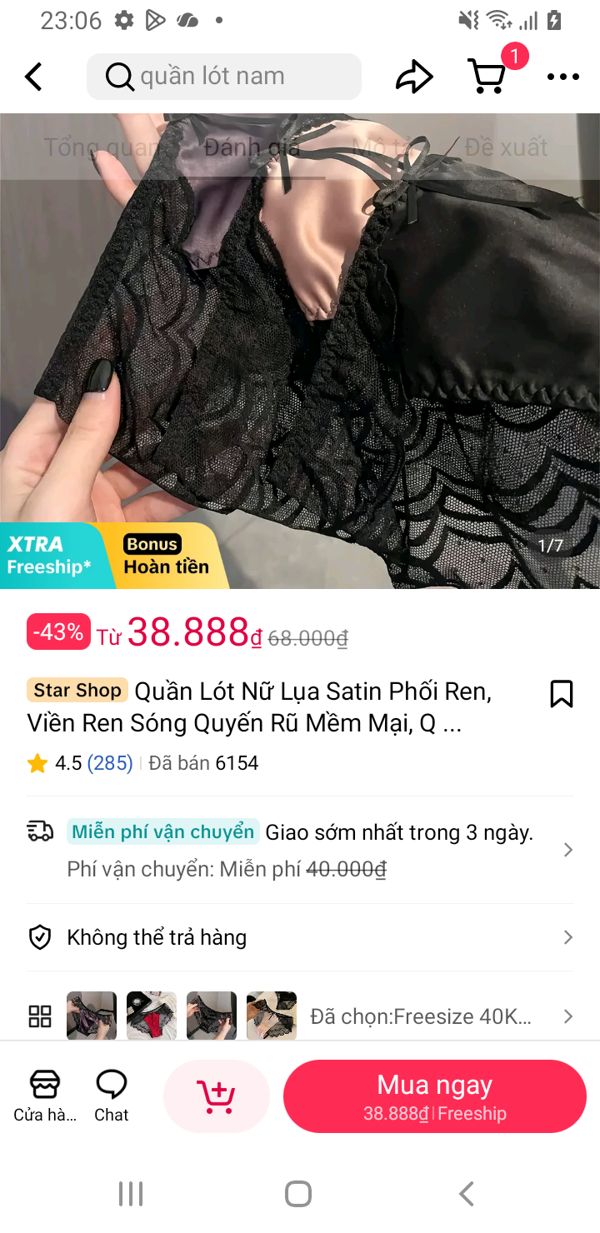 23:06
quần lót nam
1
Tổng quan Đánh giá Mô tả Đề xuất
XTRA
Freeship*
Bonus
Hoàn tiền
1/7
-43% Từ 38.888₫ 68.000₫
Star Shop Quần Lót Nữ Lụa Satin Phối Ren,
Viền Ren Sóng Quyến Rũ Mềm Mại, Q ...
4.5 (285) Đã bán 6154
Miễn phí vận chuyển Giao sớm nhất trong 3 ngày.
Phí vận chuyển: Miễn phí 40.000₫
Không thể trả hàng
Đã chọn:Freesize 40K...
Cửa hà... Chat
Mua ngay
38.888₫ | Freeship